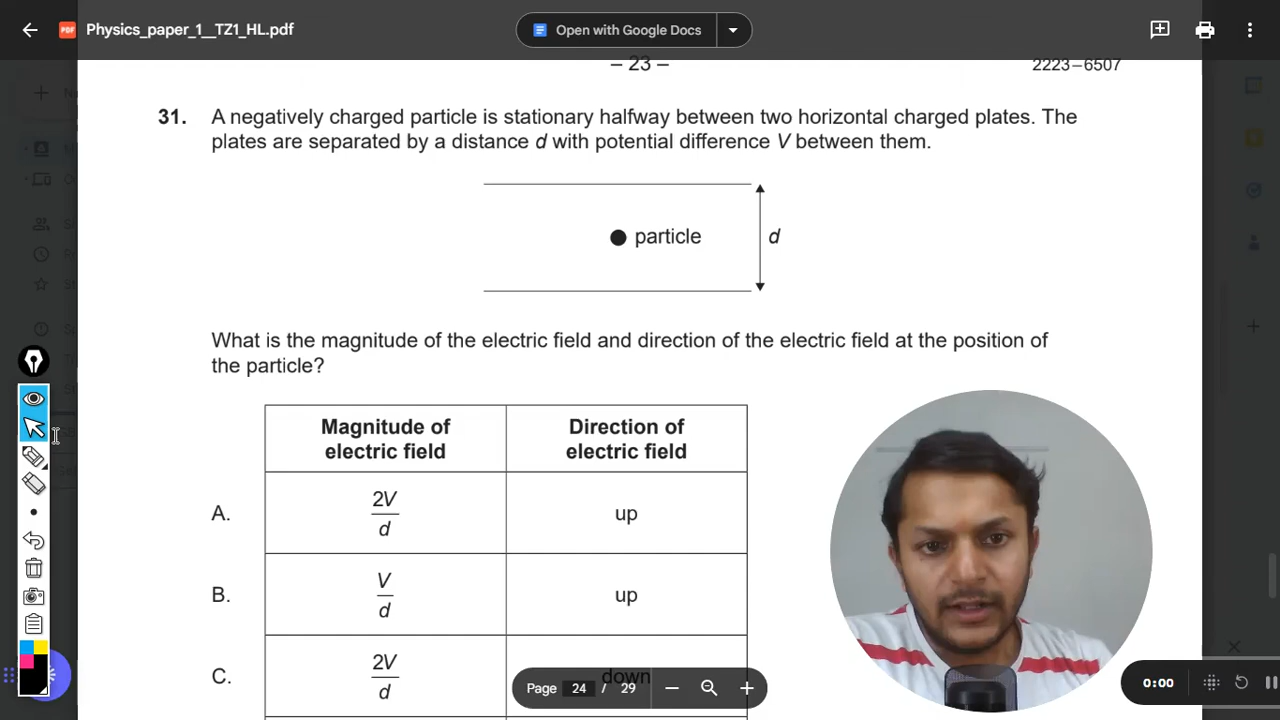 Physics_paper_1__TZ1_HL.pdf
Open with Google Docs
– 23 –
2223–6507
31. A negatively charged particle is stationary halfway between two horizontal charged plates. The
plates are separated by a distance d with potential difference V between them.
particle
d
What is the magnitude of the electric field and direction of the electric field at the position of
the particle?
Magnitude of electric field
Direction of electric field
A. 2V/d up
B. V/d up
C. 2V/d down
Page 24 / 29
0:00